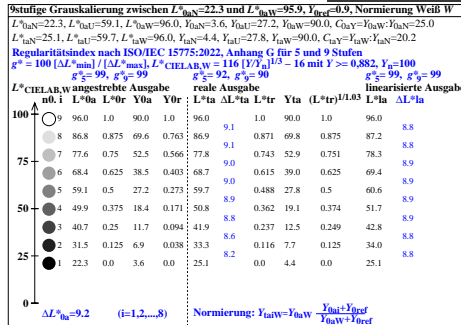 9stufige Grauskalierung zwischen L*0aN=22.3 und L*0aW=95.9, Y0ref=0.9, Normierung Weiß W
L*0aN=22.3, L*0aU=59.1, L*0aW=96.0, Y0aN=3.6, Y0aU=27.2, Y0aW=90.0, C0aY=Y0aW:Y0aN=25.0
L*taN=25.1, L*taU=59.7, L*taW=96.0, YtaN=4.4, YtaU=27.8, YtaW=90.0, CtaY=YtaW:YtaN=20.2
Regularitätsindex nach ISO/IEC 15775:2022, Anhang G für 5 und 9 Stufen
g* = 100 [ΔL*min] / [ΔL*max], L*CIELAB,W = 116 [Y/Yn]1/3 – 16 mit Y >= 0,882, Yn=100
g*5= 99, g*9= 99 g*5= 92, g*9= 90 g*5= 99, g*9= 99
L*CIELAB,W angestrebte Ausgabe reale Ausgabe linearisierte Ausgabe
n0. i L*0a L*0r Y0a Y0r L*ta ΔL*ta L*tr Yta (L*tr)1/1.03 L*la ΔL*la
100 9 96.0 1.0 90.0 1.0 96.0 1.0 90.0 1.0 96.0
9.1 8.8
8 86.8 0.875 69.6 0.763 86.9 0.871 69.8 0.875 87.2
9.1 8.8
75 7 77.6 0.75 52.5 0.566 77.8 0.743 52.9 0.751 78.3
9.0 8.8
6 68.4 0.625 38.5 0.403 68.7 0.615 39.0 0.625 69.4
9.0 8.8
50 5 59.1 0.5 27.2 0.273 59.7 0.488 27.8 0.5 60.6
8.9 8.9
4 49.9 0.375 18.4 0.171 50.8 0.362 19.1 0.374 51.7
8.9 8.8
3 40.7 0.25 11.7 0.094 41.9 0.237 12.5 0.249 42.8
8.6 8.8
25 2 31.5 0.125 6.9 0.038 33.3 0.116 7.7 0.125 34.0
8.2 8.8
1 22.3 0.0 3.6 0.0 25.1 0.0 4.4 0.0 25.1
0 ΔL*0a=9.2 (i=1,2,...,8) Normierung: YtaiW=Y0aW Y0ai+Y0ref
Y0aW+Y0ref